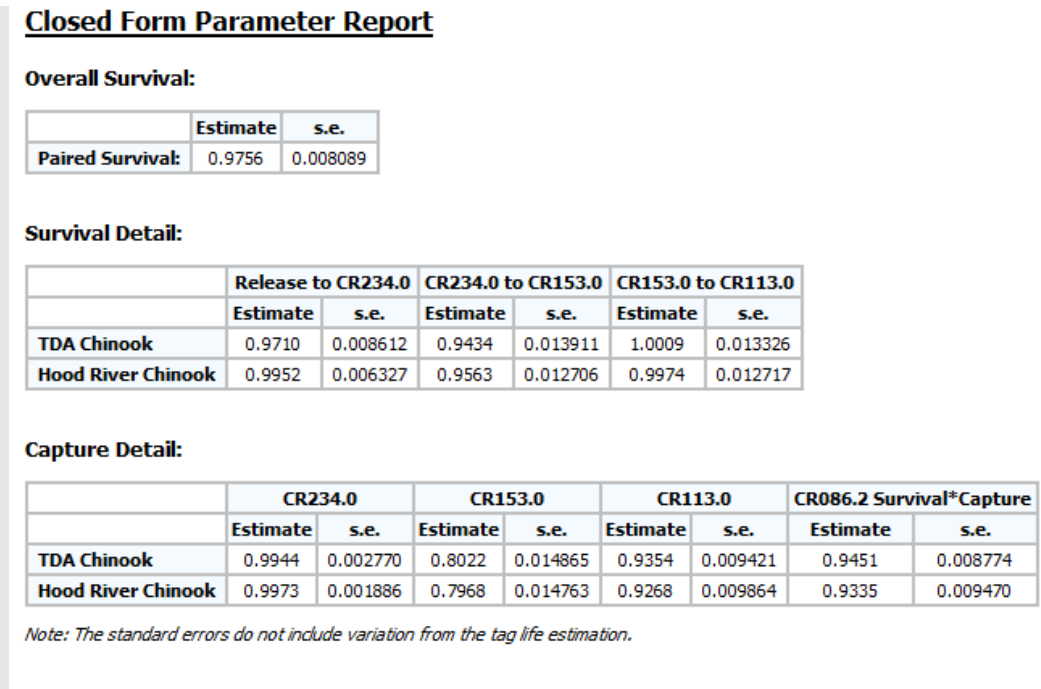 Closed Form Parameter Report
Overall Survival:
Estimate s.e.
Paired Survival: 0.9756 0.008089
Survival Detail:
Release to CR234.0 CR234.0 to CR153.0 CR153.0 to CR113.0
Estimate s.e. Estimate s.e. Estimate s.e.
TDA Chinook 0.9710 0.008612 0.9434 0.013911 1.0009 0.013326
Hood River Chinook 0.9952 0.006327 0.9563 0.012706 0.9974 0.012717
Capture Detail:
CR234.0 CR153.0 CR113.0 CR086.2 Survival*Capture
Estimate s.e. Estimate s.e. Estimate s.e. Estimate s.e.
TDA Chinook 0.9944 0.002770 0.8022 0.014865 0.9354 0.009421 0.9451 0.008774
Hood River Chinook 0.9973 0.001886 0.7968 0.014763 0.9268 0.009864 0.9335 0.009470
Note: The standard errors do not include variation from the tag life estimation.